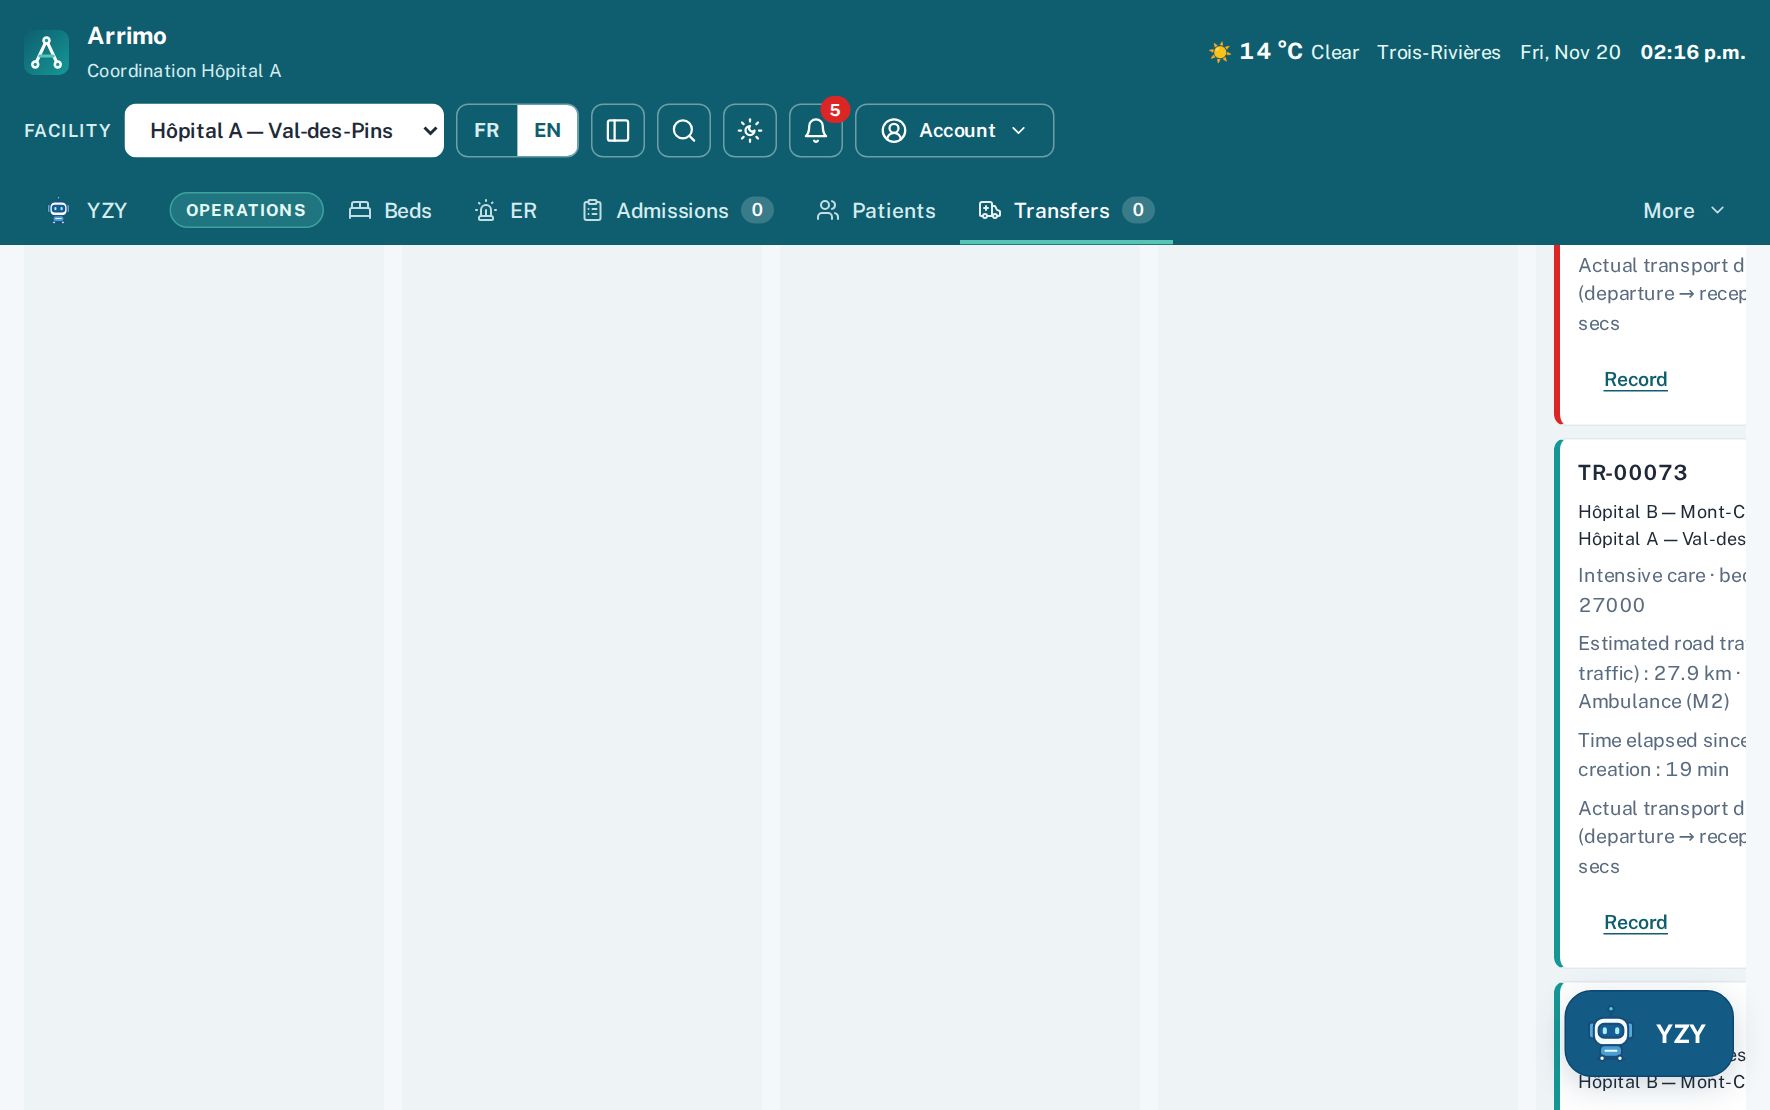 Arrimo
Coordination Hôpital A
14 °C Clear Trois-Rivières Fri, Nov 20 02:16 p.m.
FACILITY Hôpital A — Val-des-Pins FR EN 5 Account
YZY OPERATIONS Beds ER Admissions 0 Patients Transfers 0 More
Actual transport d
(departure → recep
secs
Record
TR-00073
Hôpital B — Mont-C
Hôpital A — Val-des
Intensive care · bed
27000
Estimated road tra
traffic) : 27.9 km ·
Ambulance (M2)
Time elapsed since
creation : 19 min
Actual transport d
(departure → recep
secs
Record
YZY
es
Hôpital B — Mont-C